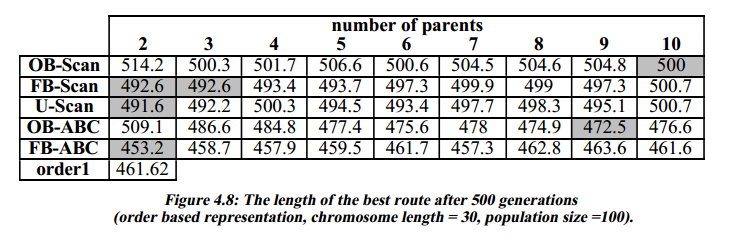 number of parents
2 3 4 5 6 7 8 9 10
OB-Scan 514.2 500.3 501.7 506.6 500.6 504.5 504.6 504.8 500
FB-Scan 492.6 492.6 493.4 493.7 497.3 499.9 499 497.3 500.7
U-Scan 491.6 492.2 500.3 494.5 493.4 497.7 498.3 495.1 500.7
OB-ABC 509.1 486.6 484.8 477.4 475.6 478 474.9 472.5 476.6
FB-ABC 453.2 458.7 457.9 459.5 461.7 457.3 462.8 463.6 461.6
order1 461.62
Figure 4.8: The length of the best route after 500 generations
(order based representation, chromosome length = 30, population size =100).